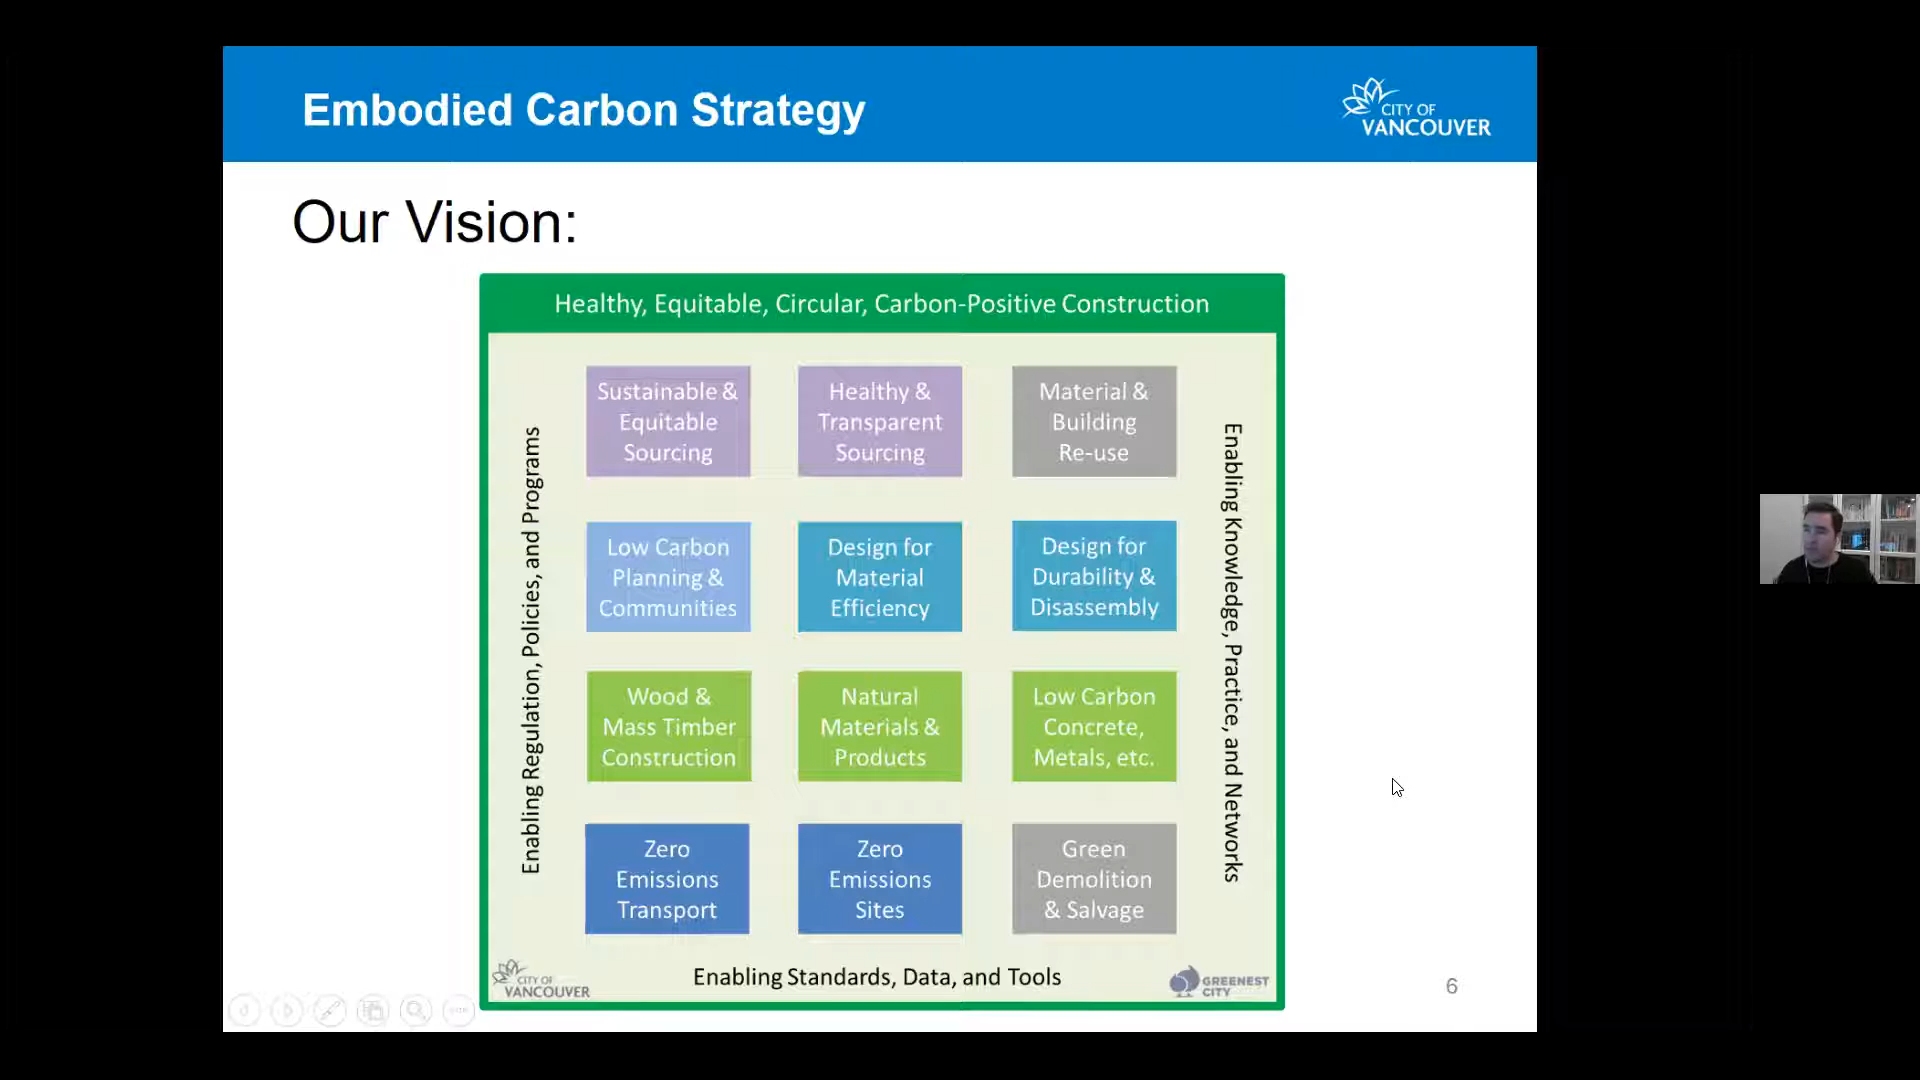 Embodied Carbon Strategy
CITY OF
VANCOUVER
Our Vision:
Healthy, Equitable, Circular, Carbon-Positive Construction
Enabling Regulation, Policies, and Programs
Sustainable &
Equitable
Sourcing
Healthy &
Transparent
Sourcing
Material &
Building
Re-use
Low Carbon
Planning &
Communities
Design for
Material
Efficiency
Design for
Durability &
Disassembly
Wood &
Mass Timber
Construction
Natural
Materials &
Products
Low Carbon
Concrete,
Metals, etc.
Zero
Emissions
Transport
Zero
Emissions
Sites
Green
Demolition
& Salvage
Enabling Knowledge, Practice, and Networks
CITY OF
VANCOUVER
Enabling Standards, Data, and Tools
GREENEST
CITY
6